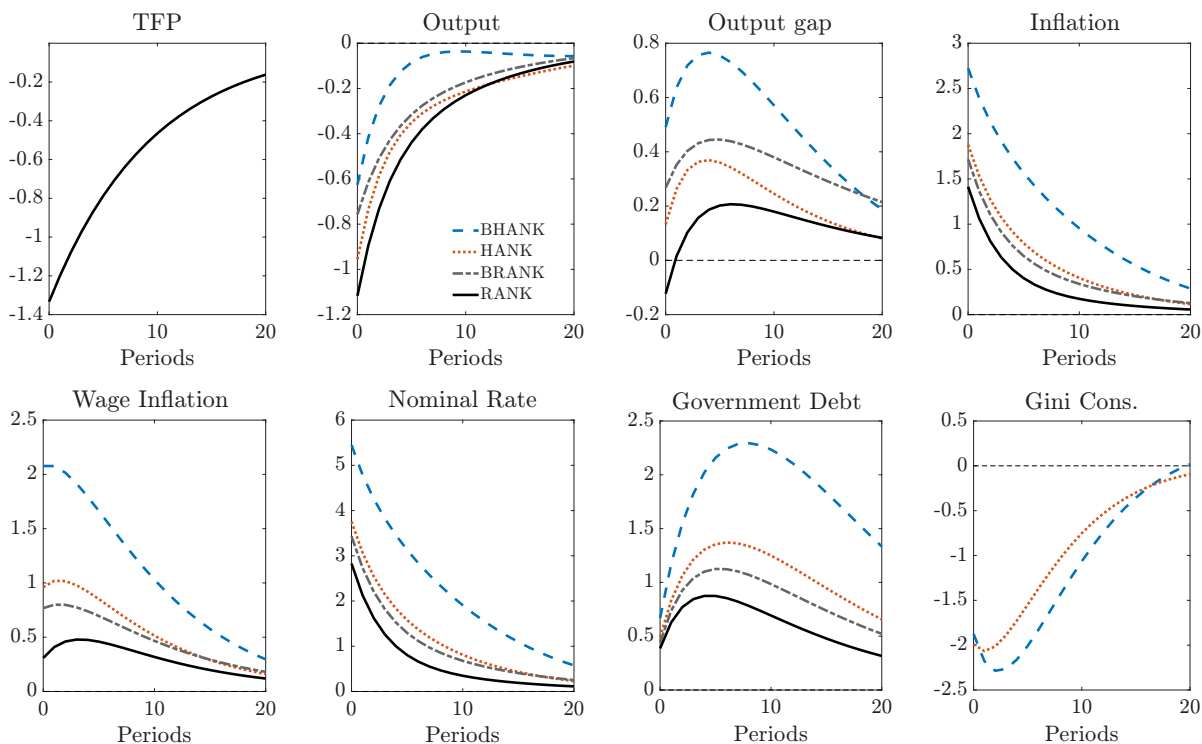 TFP
-0.2
-0.4
-0.6
-0.8
-1
-1.2
-1.4
0 10 20
Periods
Output
0
-0.2
-0.4
-0.6
-0.8
-1
-1.2
BHANK
HANK
BRANK
RANK
0 10 20
Periods
Output gap
0.8
0.6
0.4
0.2
0
-0.2
0 10 20
Periods
Inflation
3
2.5
2
1.5
1
0.5
0
0 10 20
Periods
Wage Inflation
2.5
2
1.5
1
0.5
0
0 10 20
Periods
Nominal Rate
6
5
4
3
2
1
0
0 10 20
Periods
Government Debt
2.5
2
1.5
1
0.5
0
0 10 20
Periods
Gini Cons.
0.5
0
-0.5
-1
-1.5
-2
-2.5
0 10 20
Periods